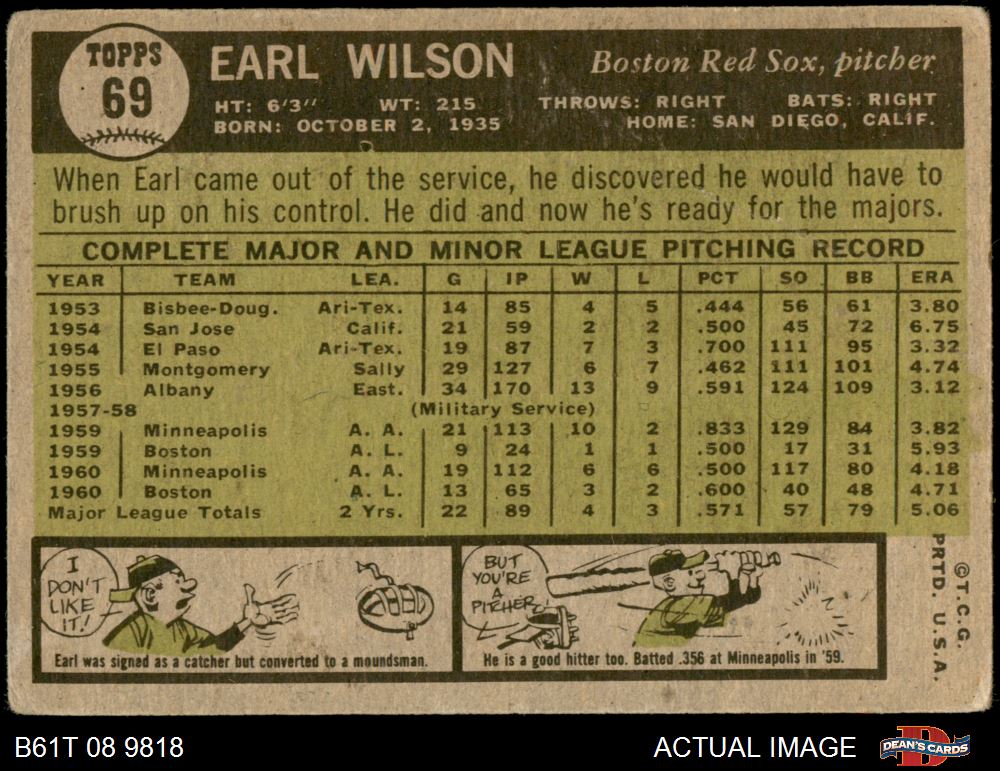 TOPPS
69
EARL WILSON Boston Red Sox, pitcher
HT: 6'3" WT: 215 THROWS: RIGHT BATS: RIGHT
BORN: OCTOBER 2, 1935 HOME: SAN DIEGO, CALIF.
When Earl came out of the service, he discovered he would have to
brush up on his control. He did and now he's ready for the majors.
COMPLETE MAJOR AND MINOR LEAGUE PITCHING RECORD
YEAR TEAM LEA. G IP W L PCT SO BB ERA
1953 Bisbee-Doug. Ari-Tex. 14 85 4 5 .444 56 61 3.80
1954 San Jose Calif. 21 59 2 2 .500 45 72 6.75
1954 El Paso Ari-Tex. 19 87 7 3 .700 111 95 3.32
1955 Montgomery Sally 29 127 6 7 .462 111 101 4.74
1956 Albany East. 34 170 13 9 .591 124 109 3.12
1957-58 (Military Service)
1959 Minneapolis A. A. 21 113 10 2 .833 129 84 3.82
1959 Boston A. L. 9 24 1 1 .500 17 31 5.93
1960 Minneapolis A. A. 19 112 6 6 .500 117 80 4.18
1960 Boston A. L. 13 65 3 2 .600 40 48 4.71
Major League Totals 2 Yrs. 22 89 4 3 .571 57 79 5.06
I
DON'T
LIKE
IT!
Earl was signed as a catcher but converted to a moundsman.
BUT
YOU'RE
A
PITCHER
He is a good hitter too. Batted .356 at Minneapolis in '59.
©T.C.G.
PRTD. U.S.A.
B61T 08 9818 ACTUAL IMAGE DEAN'S CARDS